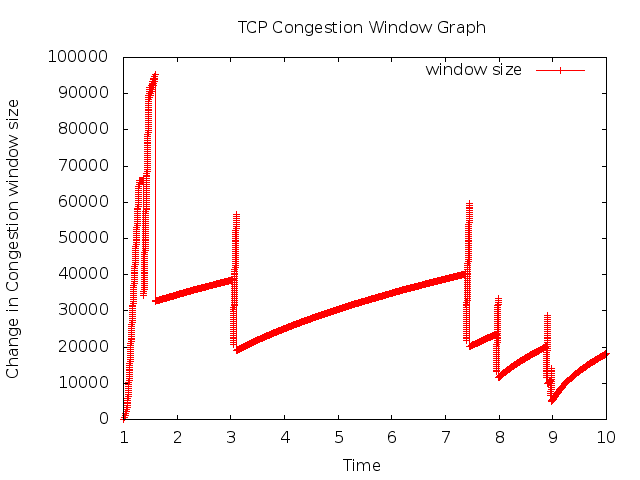 TCP Congestion Window Graph
window size
100000
90000
80000
70000
60000
50000
40000
30000
20000
10000
0
Change in Congestion window size
1 2 3 4 5 6 7 8 9 10
Time